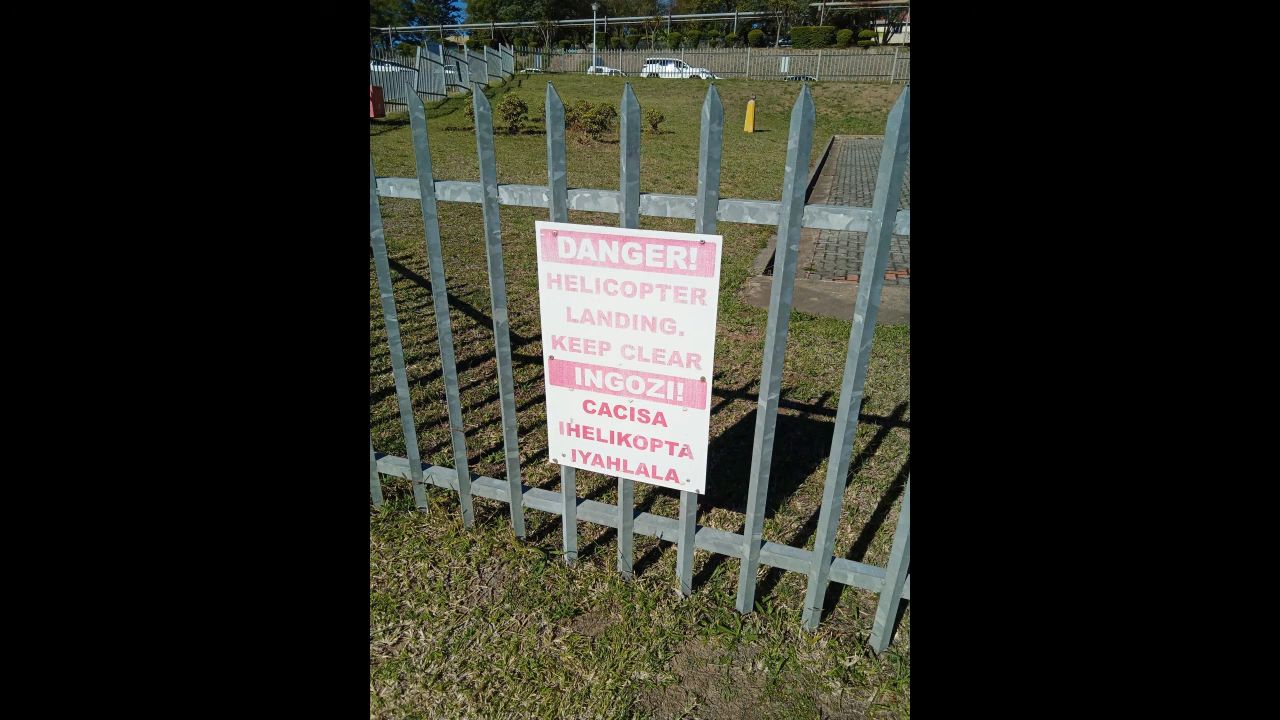 DANGER!
HELICOPTER
LANDING.
KEEP CLEAR
INGOZI!
CACISA
IHELIKOPTA
IYAHLALA